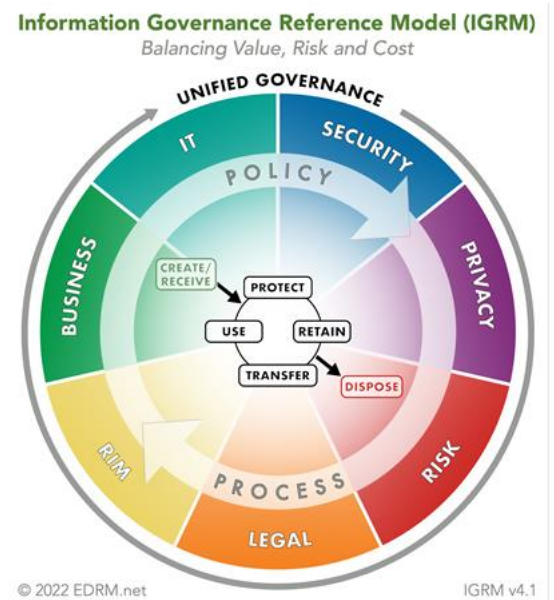 Information Governance Reference Model (IGRM)
Balancing Value, Risk and Cost
UNIFIED GOVERNANCE
IT
SECURITY
POLICY
BUSINESS
PRIVACY
CREATE/
RECEIVE
PROTECT
USE
RETAIN
TRANSFER
DISPOSE
RIM
RISK
PROCESS
LEGAL
© 2022 EDRM.net
IGRM v4.1